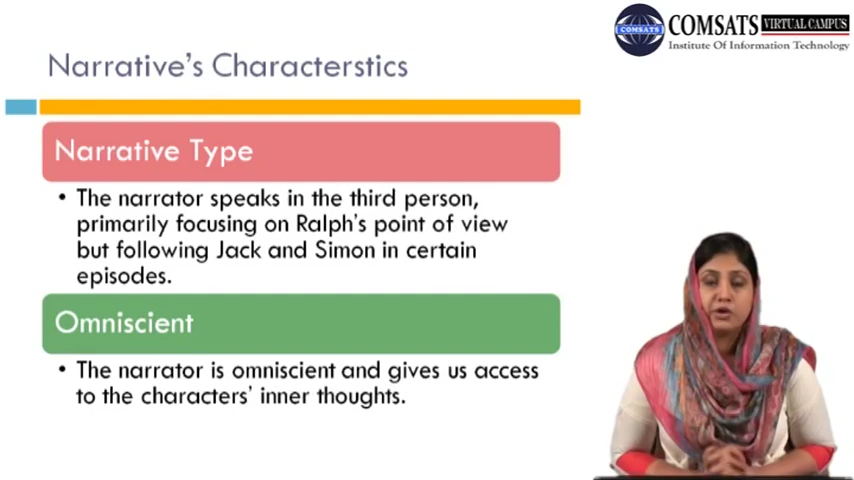 COMSATS
COMSATS VIRTUAL CAMPUS
Institute Of Information Technology
Narrative's Characterstics
Narrative Type
• The narrator speaks in the third person,
primarily focusing on Ralph's point of view
but following Jack and Simon in certain
episodes.
Omniscient
• The narrator is omniscient and gives us access
to the characters' inner thoughts.